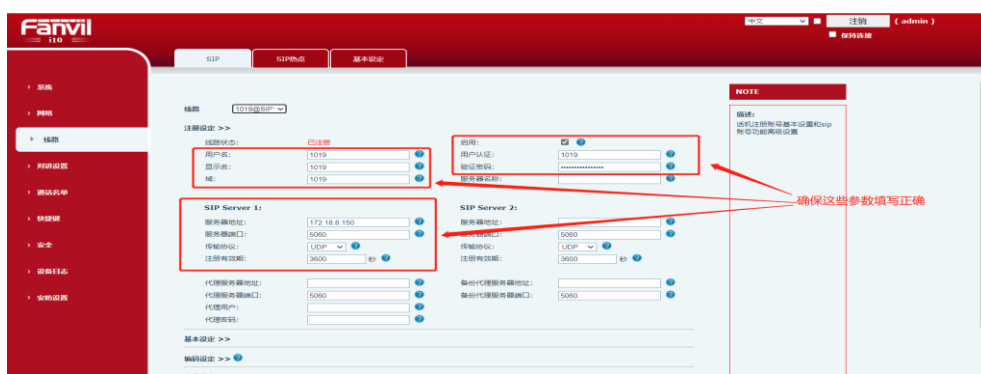 Fanvil
i10
中文 注销 ( admin )
保持连接
SIP SIP热点 基本设定
› 系统
› 网络
› 线路
› 对讲设置
› 通话名单
› 快捷键
› 安全
› 设备日志
› 安防设置
线路 1019@SIP
注册设定 >>
线路状态: 已注册 启用:
用户名: 1019 用户认证: 1019
显示名: 1019 验证密码: ••••••••••••••••
域: 1019 服务器名称:
SIP Server 1: SIP Server 2:
服务器地址: 172.18.8.150 服务器地址:
服务器端口: 5060 服务器端口: 5060
传输协议: UDP 传输协议: UDP
注册有效期: 3600 秒 注册有效期: 3600 秒
代理服务器地址: 备份代理服务器地址:
代理服务器端口: 5060 备份代理服务器端口: 5060
代理用户:
代理密码:
基本设定 >>
编码设定 >>
NOTE
描述:
话机注册账号基本设置和sip
账号功能高级设置
确保这些参数填写正确